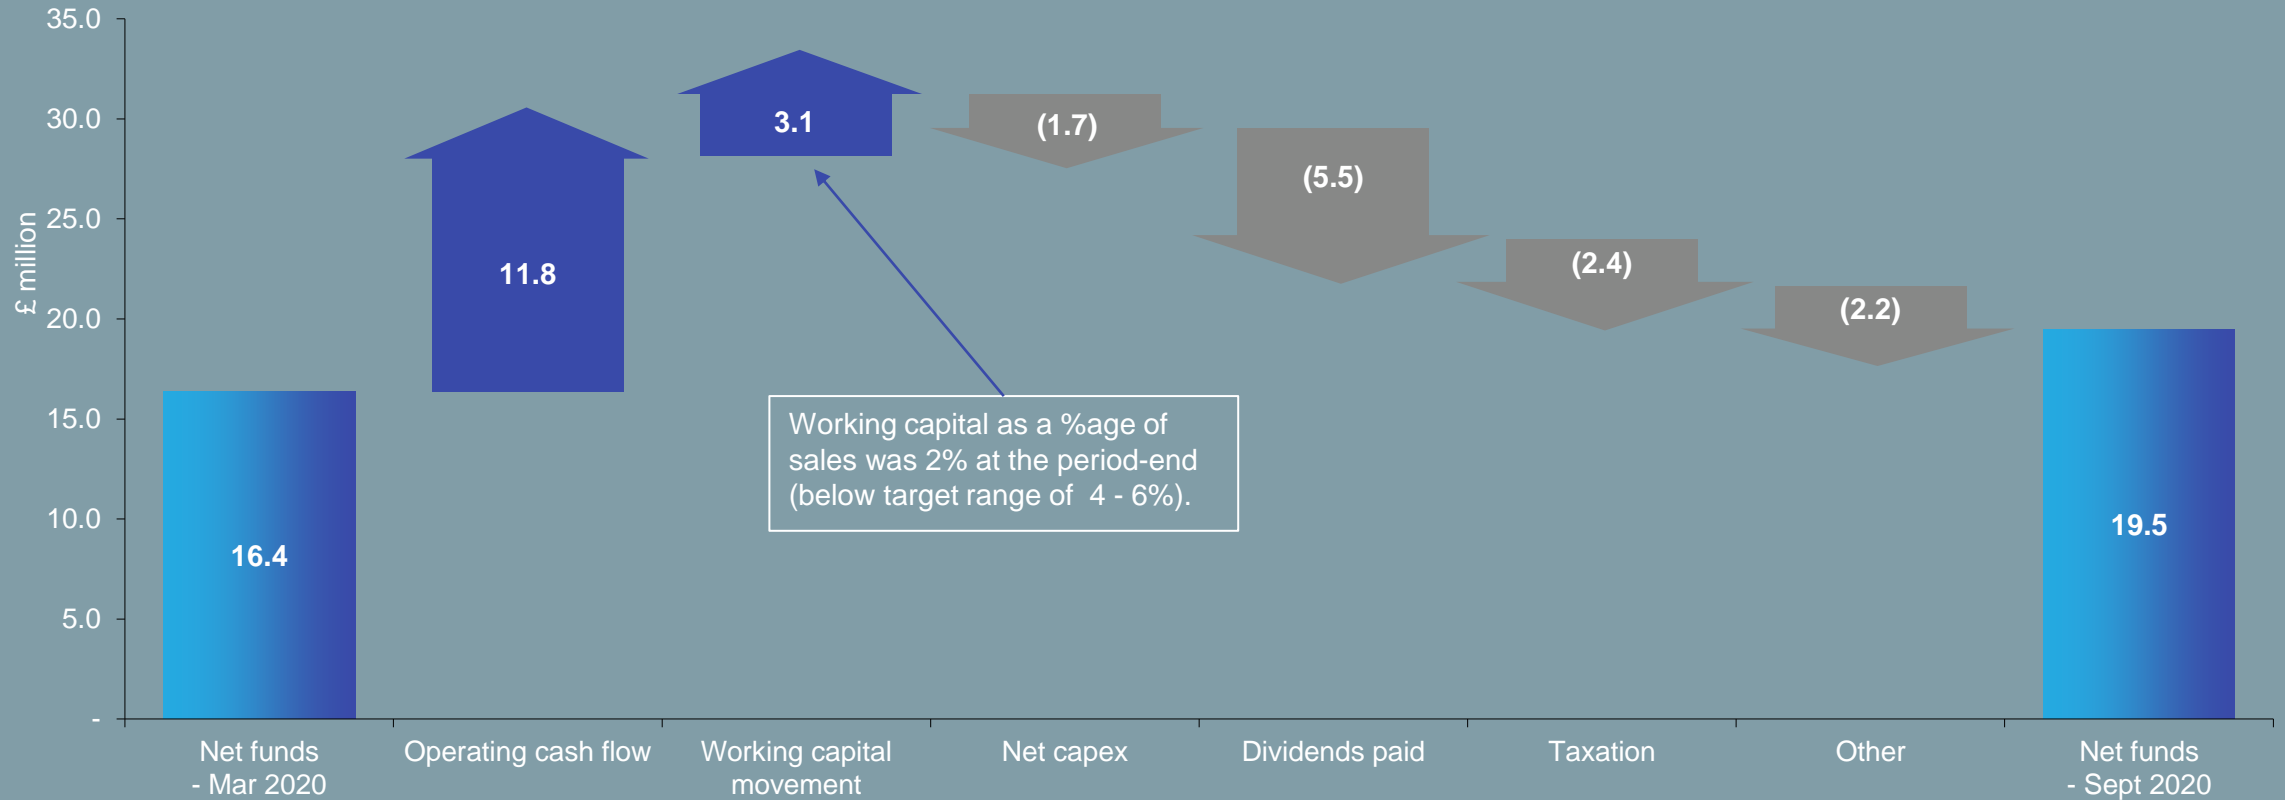 35.0
30.0
25.0
20.0
15.0
10.0
5.0
-
£ million
16.4
11.8
3.1
(1.7)
(5.5)
(2.4)
(2.2)
19.5
Working capital as a %age of
sales was 2% at the period-end
(below target range of  4 - 6%).
Net funds
- Mar 2020
Operating cash flow
Working capital
movement
Net capex
Dividends paid
Taxation
Other
Net funds
- Sept 2020